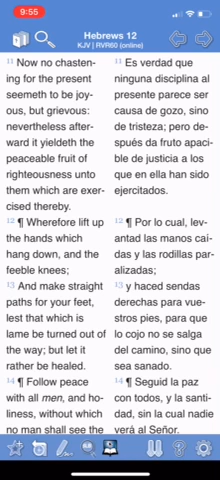 9:55
Hebrews 12
KJV | RVR60 (online)
11 Now no chasten-
ing for the present
seemeth to be joy-
ous, but grievous:
nevertheless after-
ward it yieldeth the
peaceable fruit of
righteousness unto
them which are exer-
cised thereby.
12 ¶ Wherefore lift up
the hands which
hang down, and the
feeble knees;
13 And make straight
paths for your feet,
lest that which is
lame be turned out of
the way; but let it
rather be healed.
14 ¶ Follow peace
with all men, and ho-
liness, without which
no man shall see the
11 Es verdad que
ninguna disciplina al
presente parece ser
causa de gozo, sino
de tristeza; pero des-
pués da fruto apaci-
ble de justicia a los
que en ella han sido
ejercitados.
12 ¶ Por lo cual, lev-
antad las manos caí-
das y las rodillas par-
alizadas;
13 y haced sendas
derechas para vue-
stros pies, para que
lo cojo no se salga
del camino, sino que
sea sanado.
14 ¶ Seguid la paz
con todos, y la santi-
dad, sin la cual nadie
verá al Señor.